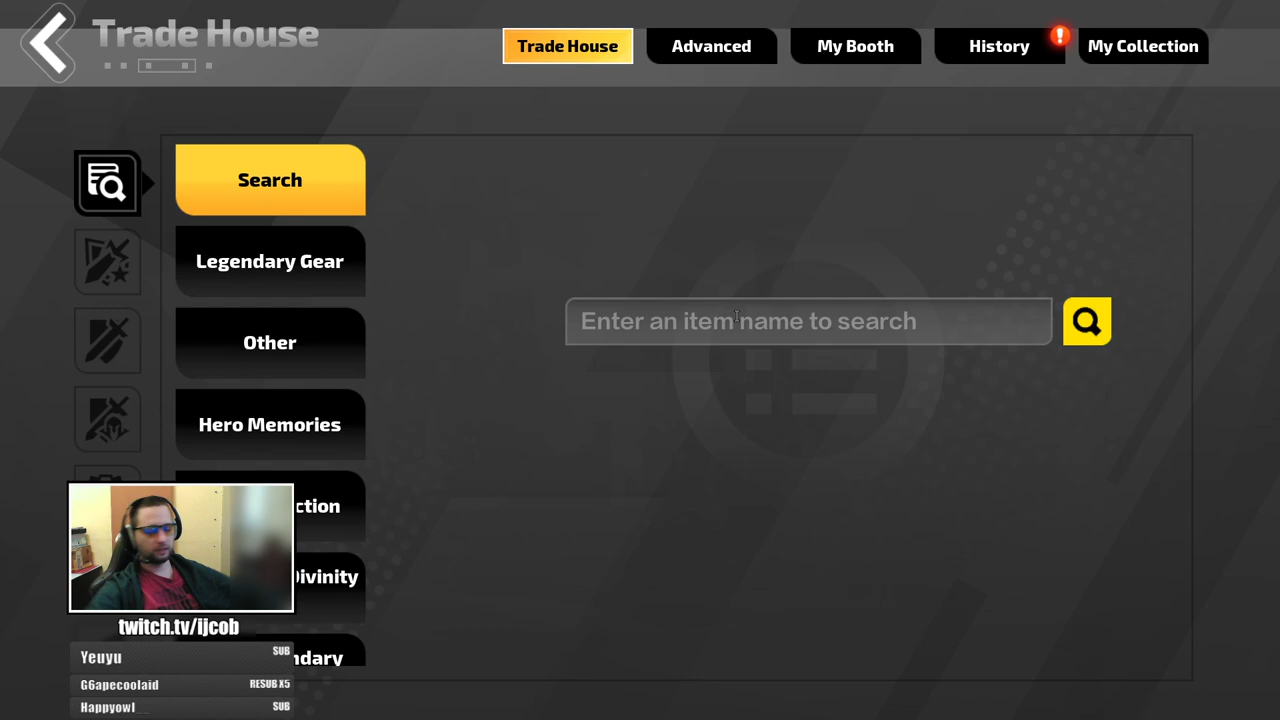 Trade House
Trade House
Advanced
My Booth
History
My Collection
Search
Legendary Gear
Other
Hero Memories
ction
Divinity
ndary
Enter an item name to search
twitch.tv/ijcob
Yeuyu SUB
G6apecoolaid RESUB X5
Happyowl__ SUB